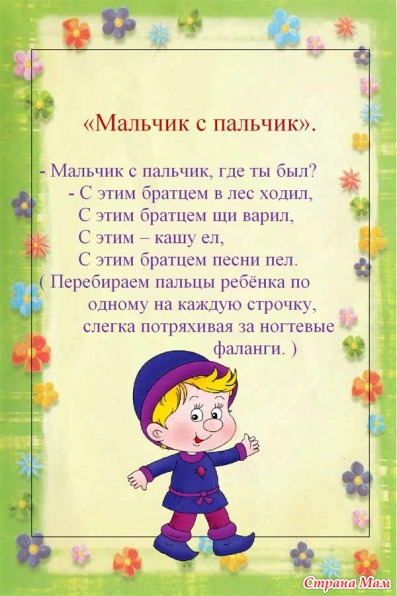 «Мальчик с пальчик».
- Мальчик с пальчик, где ты был?
- С этим братцем в лес ходил,
С этим братцем щи варил,
С этим – кашу ел,
С этим братцем песни пел.
( Перебираем пальцы ребёнка по
одному на каждую строчку,
слегка потряхивая за ногтевые
фаланги. )
Страна Мам